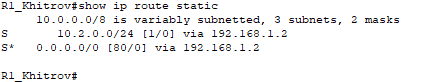 R1_Khitrov#show ip route static
     10.0.0.0/8 is variably subnetted, 3 subnets, 2 masks
S       10.2.0.0/24 [1/0] via 192.168.1.2
S*   0.0.0.0/0 [80/0] via 192.168.1.2
R1_Khitrov#